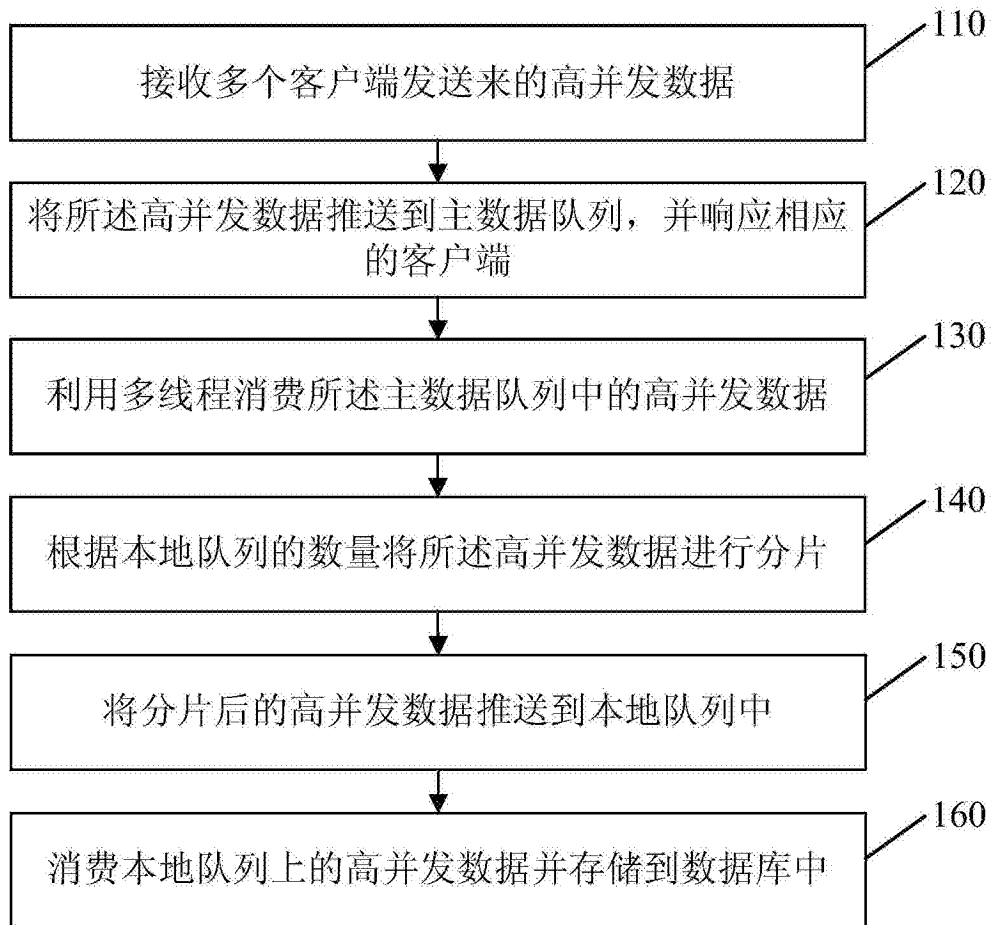 110
接收多个客户端发送来的高并发数据
120
将所述高并发数据推送到主数据队列，并响应相应
的客户端
130
利用多线程消费所述主数据队列中的高并发数据
140
根据本地队列的数量将所述高并发数据进行分片
150
将分片后的高并发数据推送到本地队列中
160
消费本地队列上的高并发数据并存储到数据库中